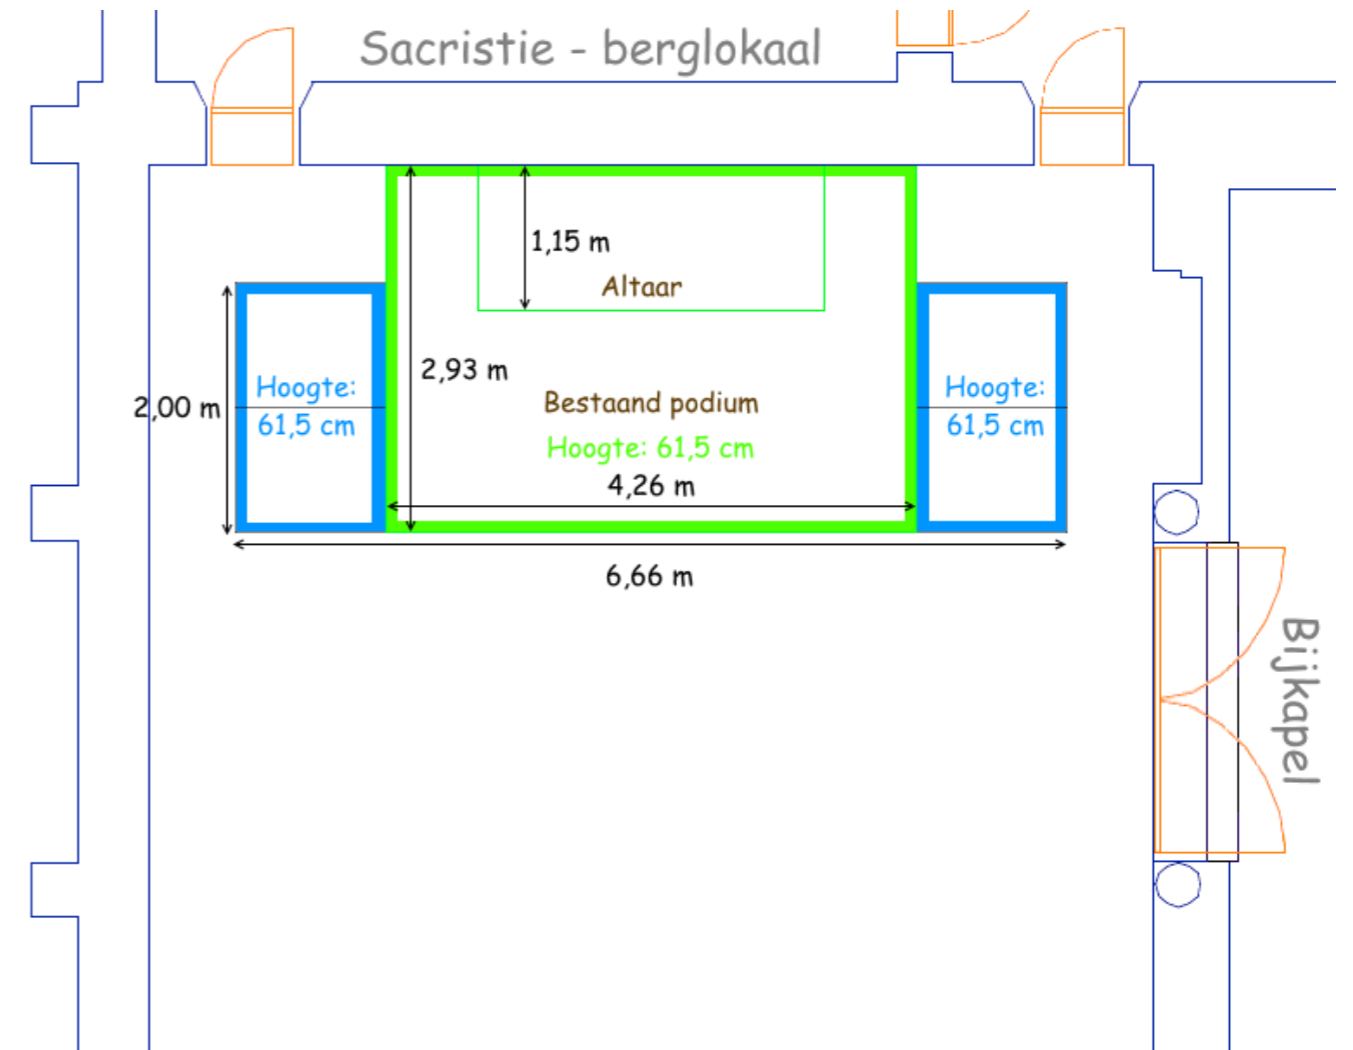 Sacristie - berglokaal
1,15 m
Altaar
2,93 m
Hoogte:
61,5 cm
2,00 m
Bestaand podium
Hoogte: 61,5 cm
4,26 m
Hoogte:
61,5 cm
6,66 m
Bijkapel